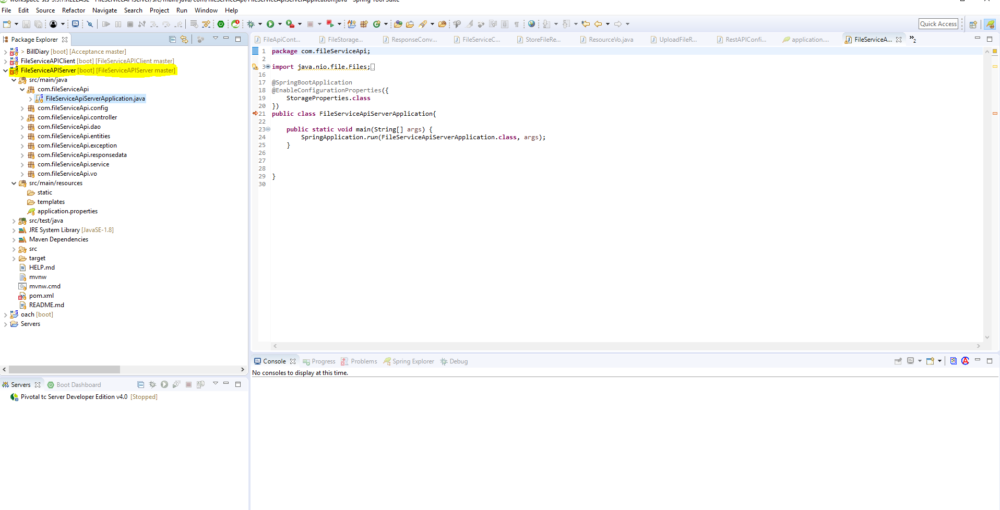 workspace-sts-3.9.7.RELEASE - FileServiceAPIServer/src/main/java/com/fileServiceApi/FileServiceApiServerApplication.java - Spring Tool Suite
File Edit Source Refactor Navigate Search Project Run Window Help
Quick Access
Package Explorer
> BillDiary [boot] [Acceptance master]
FileServiceAPIClient [boot] [FileServiceAPIClient master]
FileServiceAPIServer [boot] [FileServiceAPIServer master]
src/main/java
com.fileServiceApi
FileServiceApiServerApplication.java
com.fileServiceApi.config
com.fileServiceApi.controller
com.fileServiceApi.dao
com.fileServiceApi.entities
com.fileServiceApi.exception
com.fileServiceApi.responsedata
com.fileServiceApi.service
com.fileServiceApi.vo
src/main/resources
static
templates
application.properties
src/test/java
JRE System Library [JavaSE-1.8]
Maven Dependencies
src
target
HELP.md
mvnw
mvnw.cmd
pom.xml
README.md
oach [boot]
Servers
Servers Boot Dashboard
Pivotal tc Server Developer Edition v4.0 [Stopped]
FileApiCont... FileStorage... ResponseConv... FileServiceC... StoreFileRe... ResourceVo.java UploadFileR... RestAPIConfi... application.... FileServiceA... »2
1 package com.fileServiceApi;
2
3 import java.nio.file.Files;
16
17 @SpringBootApplication
18 @EnableConfigurationProperties({
19 StorageProperties.class
20 })
21 public class FileServiceApiServerApplication{
22
23 public static void main(String[] args) {
24 SpringApplication.run(FileServiceApiServerApplication.class, args);
25 }
26
27
28
29 }
30
Console Progress Problems Spring Explorer Debug
No consoles to display at this time.